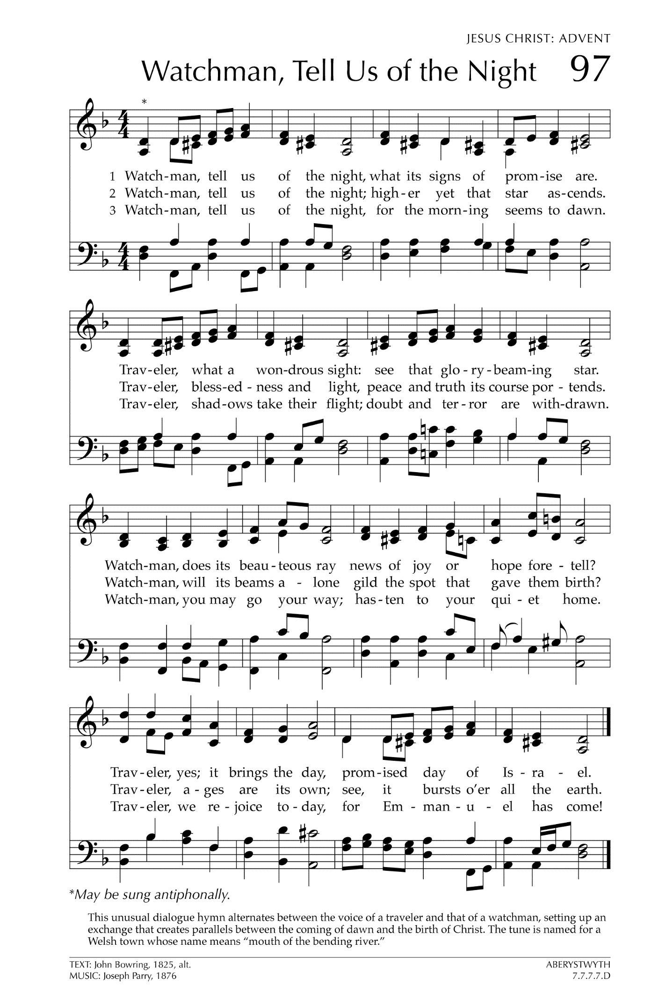 JESUS CHRIST: ADVENT
Watchman, Tell Us of the Night 97
*
1 Watch-man, tell us of the night, what its signs of prom-ise are.
2 Watch-man, tell us of the night; high-er yet that star as-cends.
3 Watch-man, tell us of the night, for the morn-ing seems to dawn.
Trav-eler, what a won-drous sight: see that glo-ry-beam-ing star.
Trav-eler, bless-ed-ness and light, peace and truth its course por-tends.
Trav-eler, shad-ows take their flight; doubt and ter-ror are with-drawn.
Watch-man, does its beau-teous ray news of joy or hope fore-tell?
Watch-man, will its beams a-lone gild the spot that gave them birth?
Watch-man, you may go your way; has-ten to your qui-et home.
Trav-eler, yes; it brings the day, prom-ised day of Is-ra-el.
Trav-eler, a-ges are its own; see, it bursts o’er all the earth.
Trav-eler, we re-joice to-day, for Em-man-u-el has come!
*May be sung antiphonally.
This unusual dialogue hymn alternates between the voice of a traveler and that of a watchman, setting up an
exchange that creates parallels between the coming of dawn and the birth of Christ. The tune is named for a
Welsh town whose name means “mouth of the bending river.”
TEXT: John Bowring, 1825, alt. ABERYSTWYTH
MUSIC: Joseph Parry, 1876 7.7.7.7.D